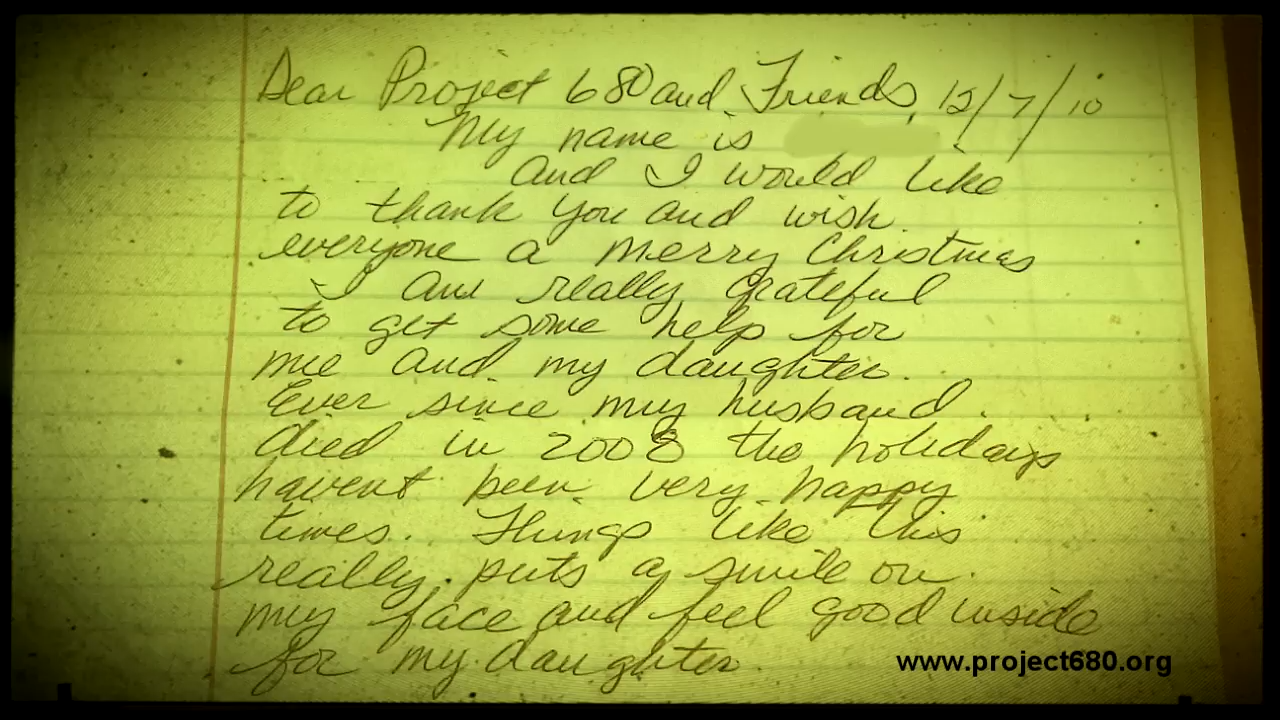 Dear Project 680 and Friends, 12/7/10
My name is
and I would like
to thank you and wish
everyone a Merry Christmas
I am really grateful
to get some help for
me and my daughter.
Ever since my husband
died in 2008 the holidays
havent been very happy
times. Things like this
really puts a smile on
my face and feel good inside
for my daughter.
www.project680.org